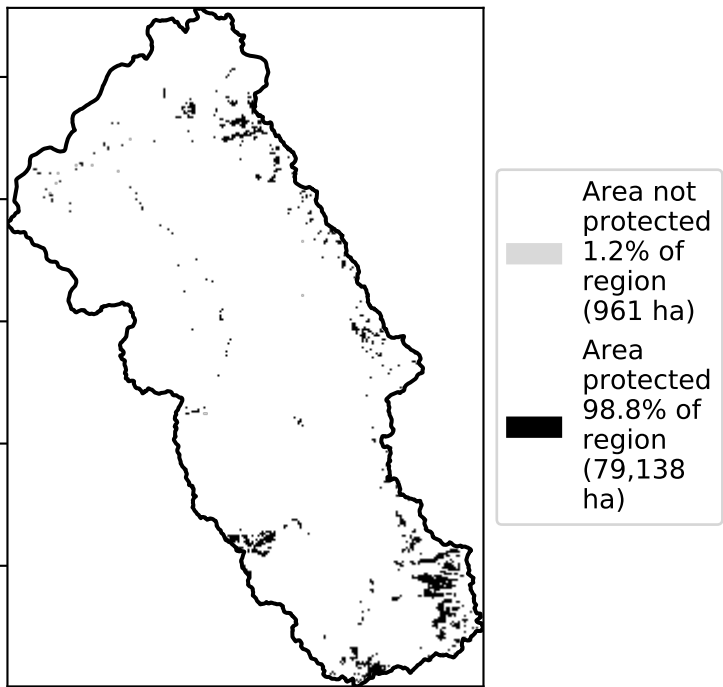 Area not
protected
1.2% of
region
(961 ha)
Area
protected
98.8% of
region
(79,138
ha)